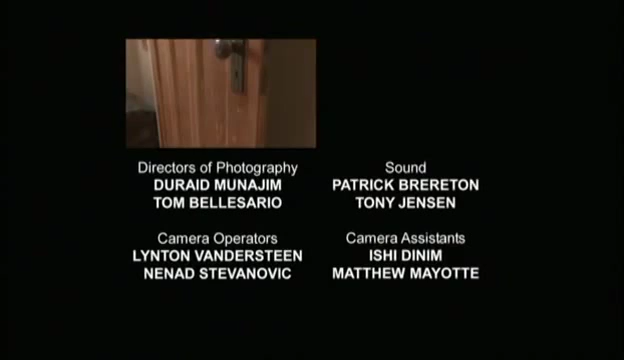 Directors of Photography
DURAID MUNAJIM
TOM BELLESARIO
Sound
PATRICK BRERETON
TONY JENSEN
Camera Operators
LYNTON VANDERSTEEN
NENAD STEVANOVIC
Camera Assistants
ISHI DINIM
MATTHEW MAYOTTE